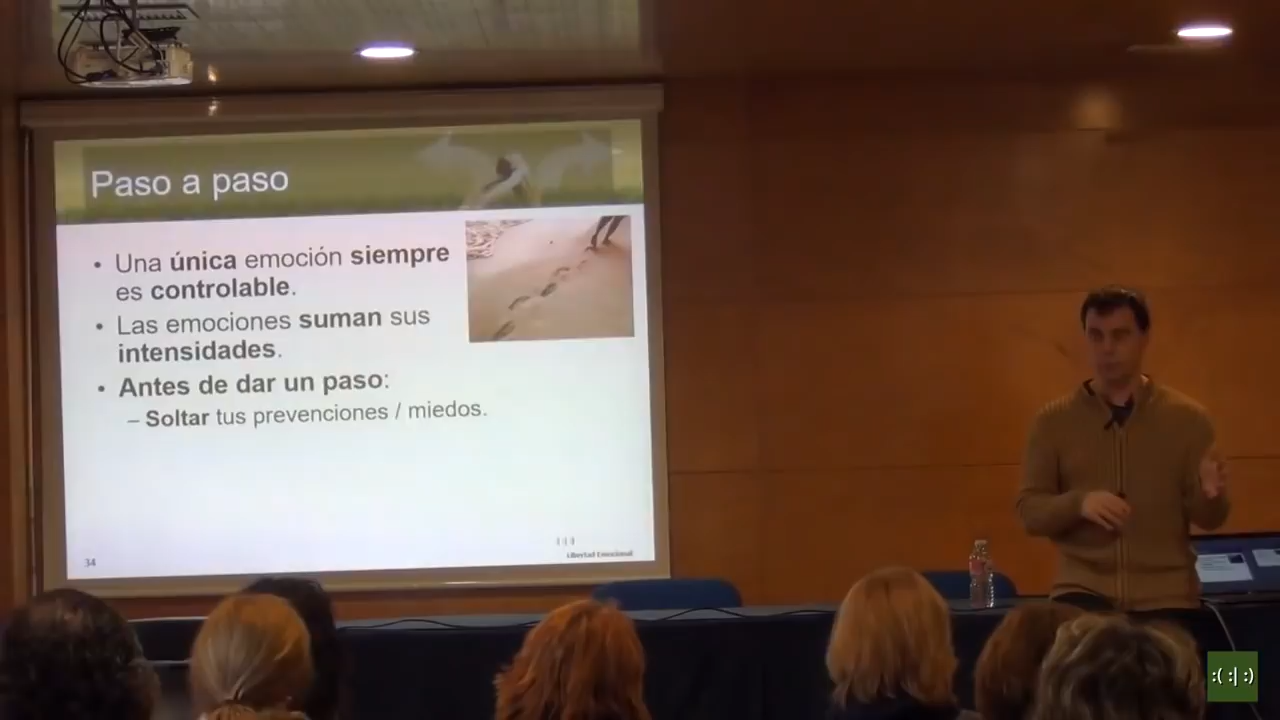 Paso a paso
• Una única emoción siempre
es controlable.
• Las emociones suman sus
intensidades.
• Antes de dar un paso:
– Soltar tus prevenciones / miedos.
34
Libertad Emocional
:( :| :)